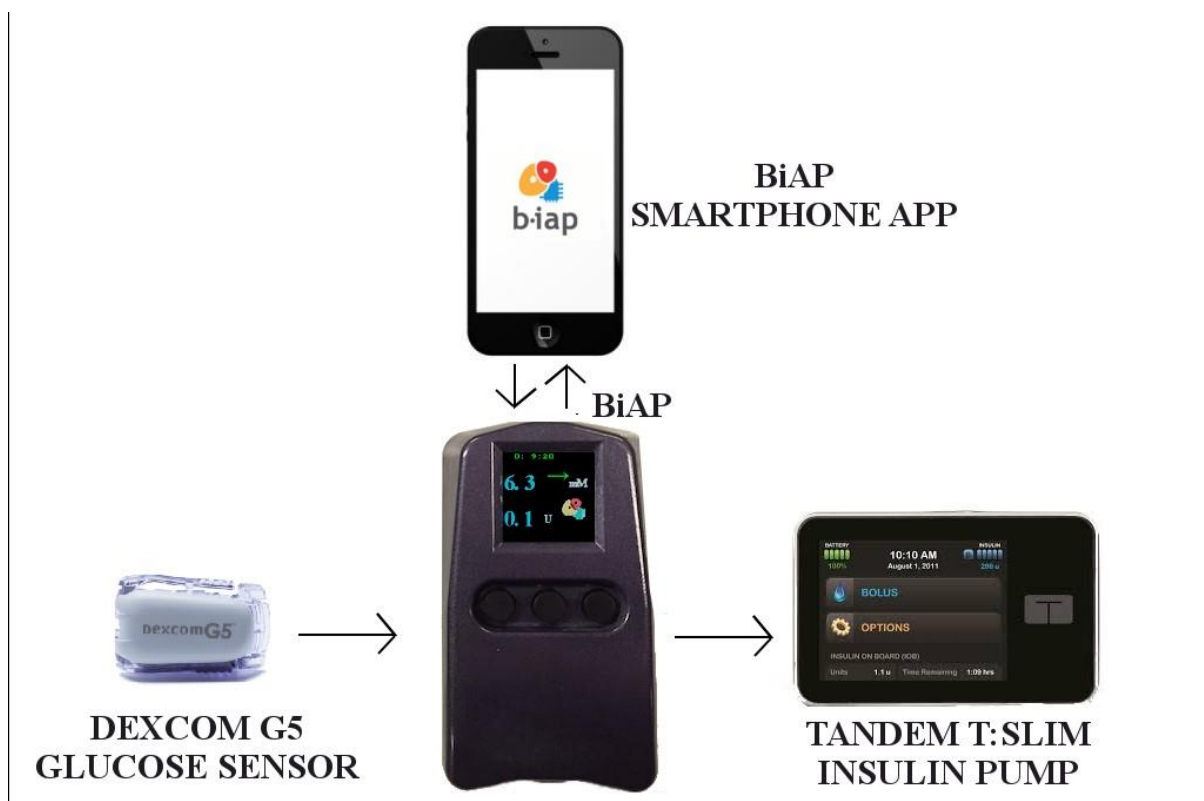 b·iap
BiAP
SMARTPHONE APP
BiAP
0: 9:20
6.3 → mM
0.1 U
DexcomG5
DEXCOM G5
GLUCOSE SENSOR
BATTERY
100%
10:10 AM
August 1, 2011
INSULIN
BOLUS
OPTIONS
INSULIN ON BOARD (IOB)
Units 1.1 u Time Remaining 1:09 hrs
T
TANDEM T:SLIM
INSULIN PUMP